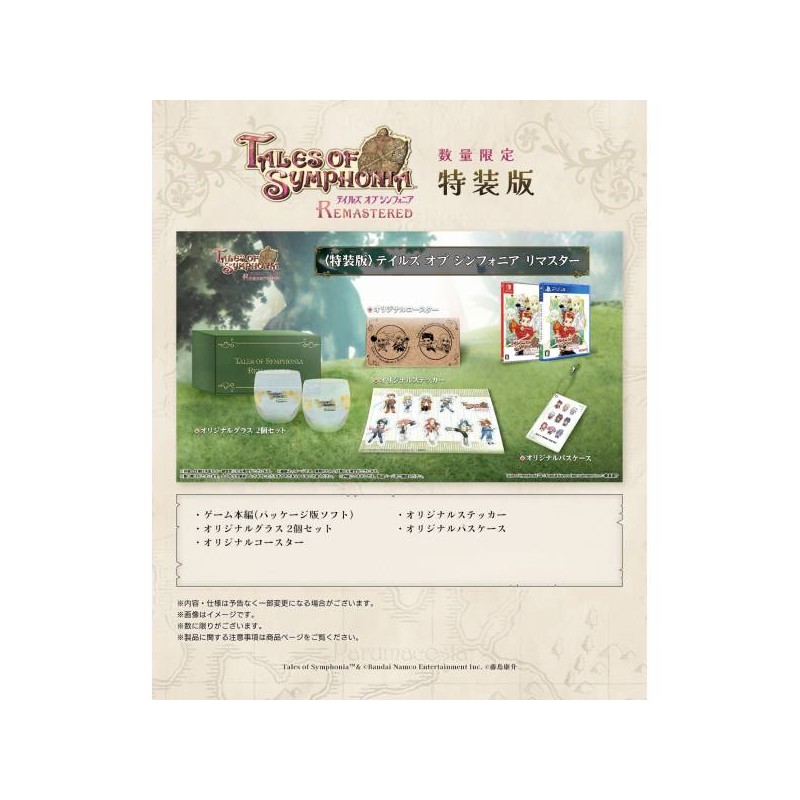 TALES OF
SYMPHONIA
テイルズ オブ シンフォニア
REMASTERED
数量限定
特装版
TALES OF
SYMPHONIA
REMASTERED
(特装版) テイルズ オブ シンフォニア リマスター
オリジナルコースター
PS4
TALES OF SYMPHONIA
オリジナルステッカー
TALES OF
SYMPHONIA
オリジナルグラス 2個セット
オリジナルパスケース
・ゲーム本編(パッケージ版ソフト)
・オリジナルグラス 2個セット
・オリジナルコースター
・オリジナルステッカー
・オリジナルパスケース
※内容・仕様は予告なく一部変更になる場合がございます。
※画像はイメージです。
※数に限りがございます。
※製品に関する注意事項は商品ページをご覧ください。
Tales of Symphonia™& ©Bandai Namco Entertainment Inc. ©藤島康介